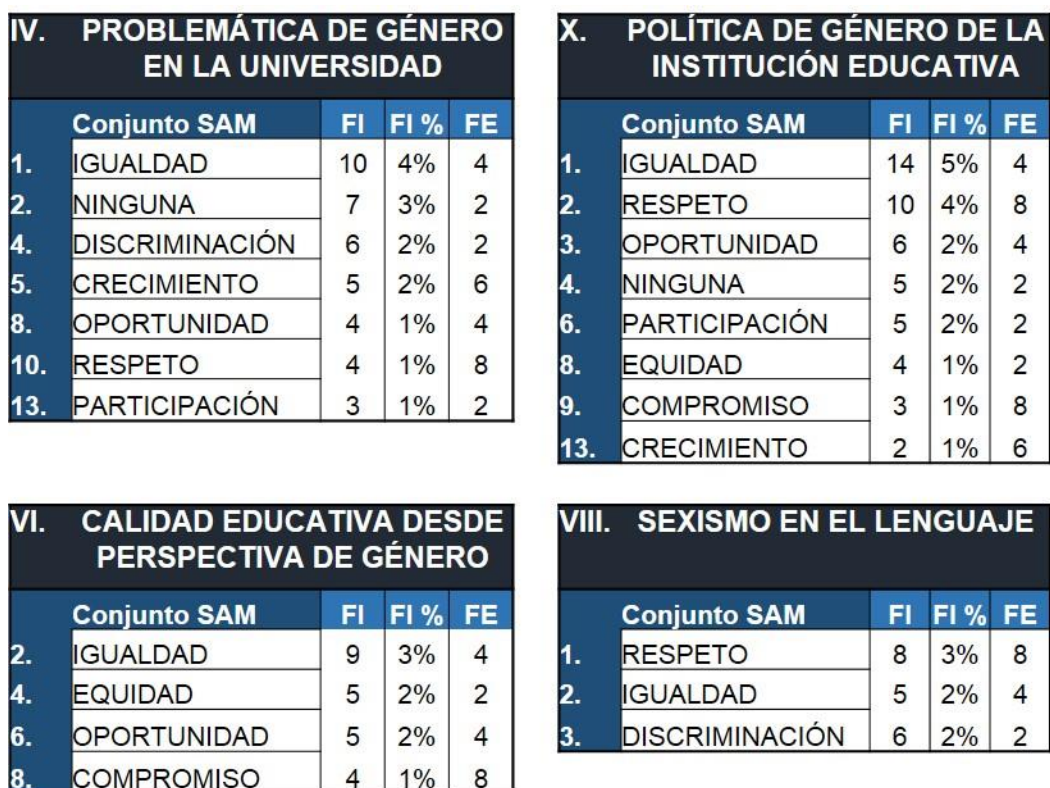 IV. PROBLEMÁTICA DE GÉNERO
EN LA UNIVERSIDAD
Conjunto SAM FI FI % FE
1. IGUALDAD 10 4% 4
2. NINGUNA 7 3% 2
4. DISCRIMINACIÓN 6 2% 2
5. CRECIMIENTO 5 2% 6
8. OPORTUNIDAD 4 1% 4
10. RESPETO 4 1% 8
13. PARTICIPACIÓN 3 1% 2
X. POLÍTICA DE GÉNERO DE LA
INSTITUCIÓN EDUCATIVA
Conjunto SAM FI FI % FE
1. IGUALDAD 14 5% 4
2. RESPETO 10 4% 8
3. OPORTUNIDAD 6 2% 4
4. NINGUNA 5 2% 2
6. PARTICIPACIÓN 5 2% 2
8. EQUIDAD 4 1% 2
9. COMPROMISO 3 1% 8
13. CRECIMIENTO 2 1% 6
VI. CALIDAD EDUCATIVA DESDE
PERSPECTIVA DE GÉNERO
Conjunto SAM FI FI % FE
2. IGUALDAD 9 3% 4
4. EQUIDAD 5 2% 2
6. OPORTUNIDAD 5 2% 4
8. COMPROMISO 4 1% 8
VIII. SEXISMO EN EL LENGUAJE
Conjunto SAM FI FI % FE
1. RESPETO 8 3% 8
2. IGUALDAD 5 2% 4
3. DISCRIMINACIÓN 6 2% 2